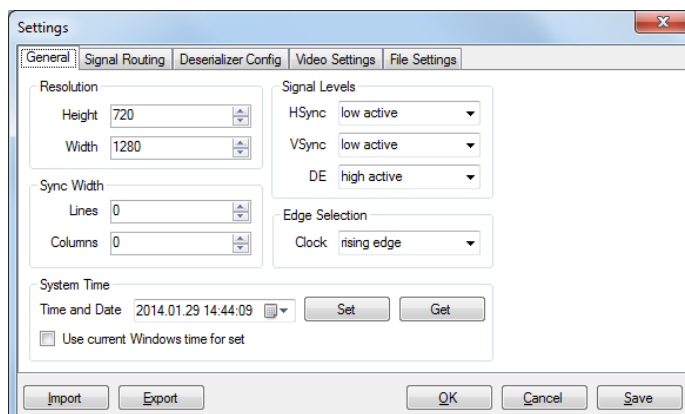 Settings
General Signal Routing Deserializer Config Video Settings File Settings
Resolution
Height 720
Width 1280
Sync Width
Lines 0
Columns 0
Signal Levels
HSync low active
VSync low active
DE high active
Edge Selection
Clock rising edge
System Time
Time and Date 2014.01.29 14:44:09 Set Get
Use current Windows time for set
Import Export OK Cancel Save